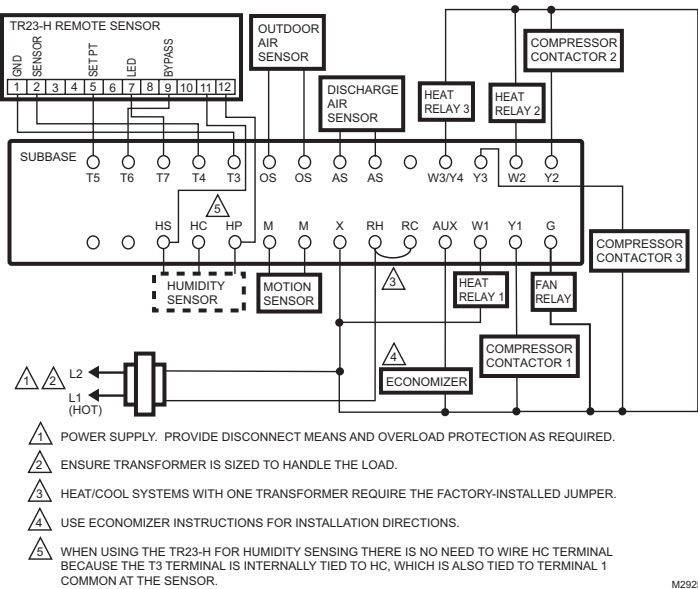 TR23-H REMOTE SENSOR
GND
SENSOR
SET PT
LED
BYPASS
1 2 3 4 5 6 7 8 9 10 11 12
OUTDOOR
AIR
SENSOR
DISCHARGE
AIR
SENSOR
HEAT
RELAY 3
HEAT
RELAY 2
COMPRESSOR
CONTACTOR 2
SUBBASE
T5 T6 T7 T4 T3 OS OS AS AS W3/Y4 Y3 W2 Y2
5
HS HC HP M M X RH RC AUX W1 Y1 G
HUMIDITY
SENSOR
MOTION
SENSOR
3
HEAT
RELAY 1
FAN
RELAY
COMPRESSOR
CONTACTOR 3
COMPRESSOR
CONTACTOR 1
4
ECONOMIZER
1 2 L2
L1
(HOT)
1 POWER SUPPLY. PROVIDE DISCONNECT MEANS AND OVERLOAD PROTECTION AS REQUIRED.
2 ENSURE TRANSFORMER IS SIZED TO HANDLE THE LOAD.
3 HEAT/COOL SYSTEMS WITH ONE TRANSFORMER REQUIRE THE FACTORY-INSTALLED JUMPER.
4 USE ECONOMIZER INSTRUCTIONS FOR INSTALLATION DIRECTIONS.
5 WHEN USING THE TR23-H FOR HUMIDITY SENSING THERE IS NO NEED TO WIRE HC TERMINAL
BECAUSE THE T3 TERMINAL IS INTERNALLY TIED TO HC, WHICH IS ALSO TIED TO TERMINAL 1
COMMON AT THE SENSOR.